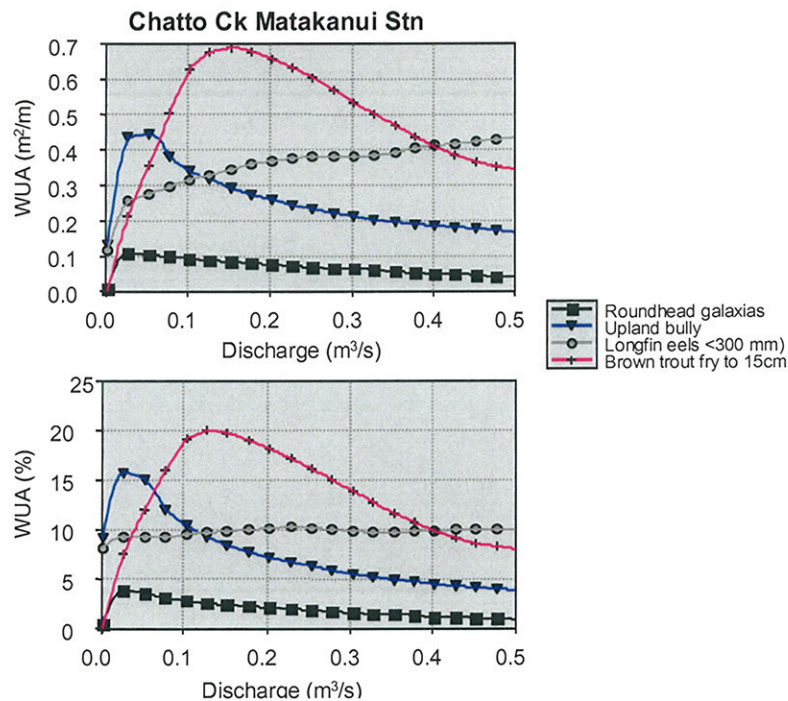 Chatto Ck Matakanui Stn
WUA (m²/m)
0.7
0.6
0.5
0.4
0.3
0.2
0.1
0.0
0.0 0.1 0.2 0.3 0.4 0.5
Discharge (m³/s)
Roundhead galaxias
Upland bully
Longfin eels <300 mm)
Brown trout fry to 15cm
WUA (%)
25
20
15
10
5
0
0.0 0.1 0.2 0.3 0.4 0.5
Discharge (m³/s)